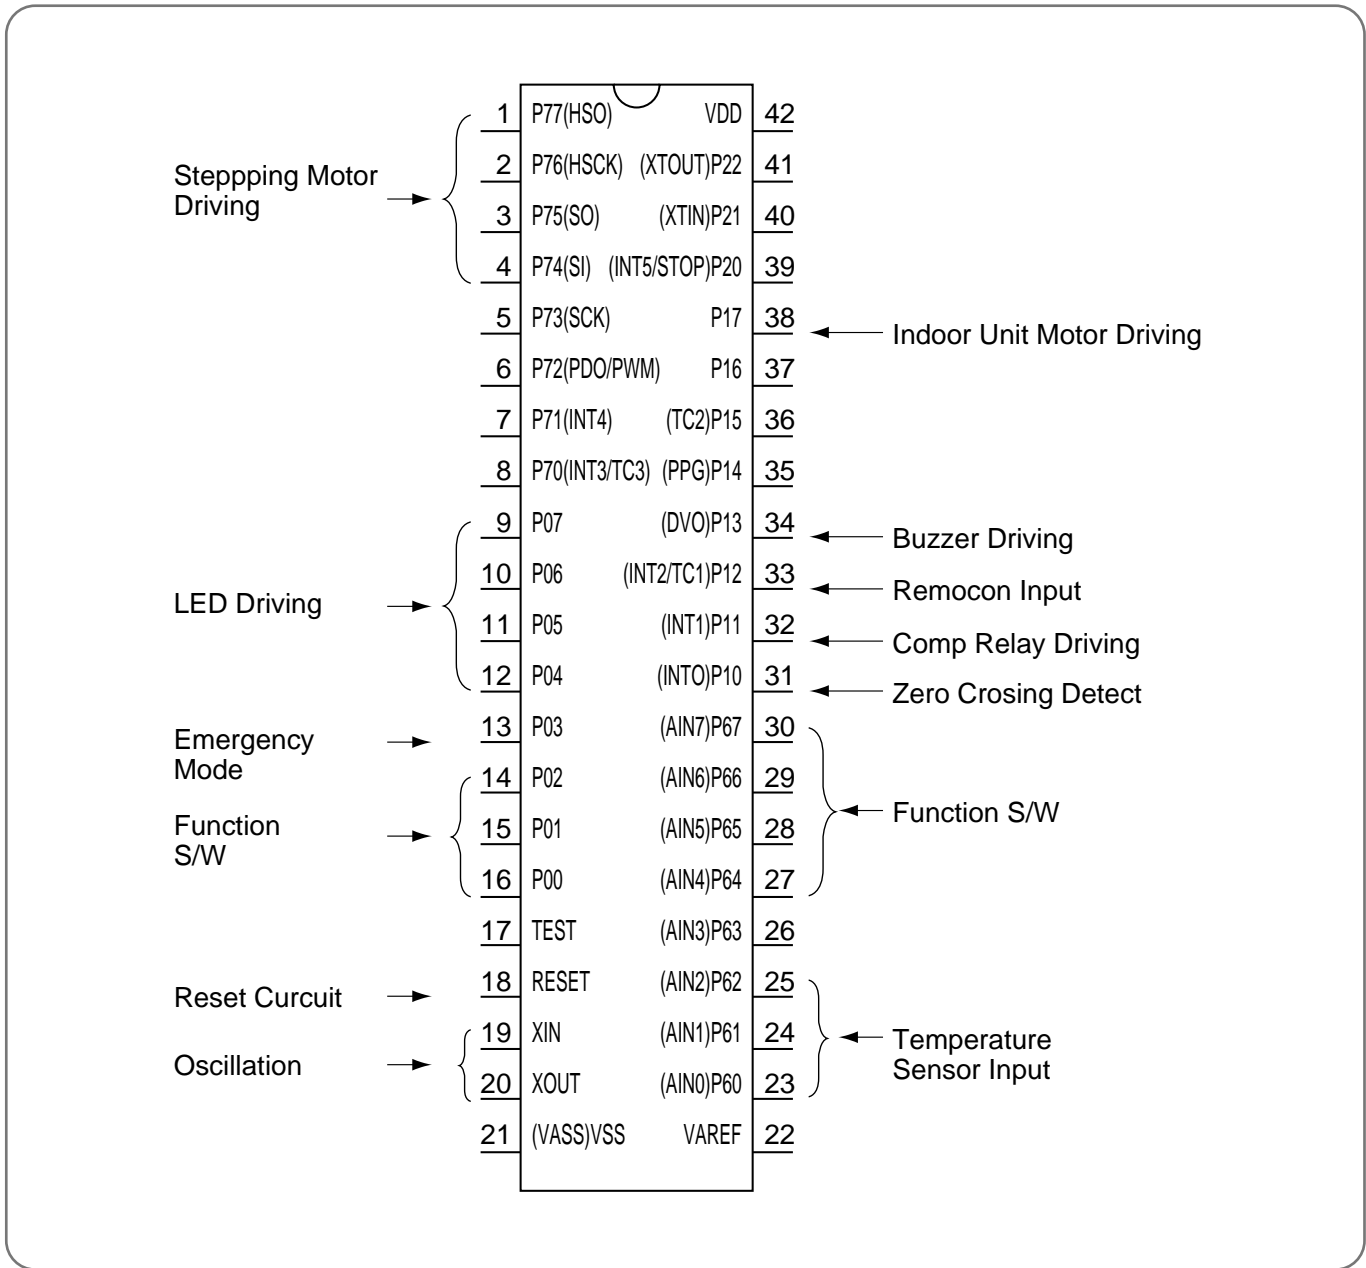 1 P77(HSO) VDD 42
2 P76(HSCK) (XTOUT)P22 41
Steppping Motor
Driving
3 P75(SO) (XTIN)P21 40
4 P74(SI) (INT5/STOP)P20 39
5 P73(SCK) P17 38
Indoor Unit Motor Driving
6 P72(PDO/PWM) P16 37
7 P71(INT4) (TC2)P15 36
8 P70(INT3/TC3) (PPG)P14 35
9 P07 (DVO)P13 34
Buzzer Driving
10 P06 (INT2/TC1)P12 33
Remocon Input
LED Driving
11 P05 (INT1)P11 32
Comp Relay Driving
12 P04 (INTO)P10 31
Zero Crosing Detect
13 P03 (AIN7)P67 30
Emergency
Mode
14 P02 (AIN6)P66 29
Function S/W
Function
S/W
15 P01 (AIN5)P65 28
16 P00 (AIN4)P64 27
17 TEST (AIN3)P63 26
18 RESET (AIN2)P62 25
Reset Curcuit
19 XIN (AIN1)P61 24
Temperature
Sensor Input
Oscillation
20 XOUT (AIN0)P60 23
21 (VASS)VSS VAREF 22